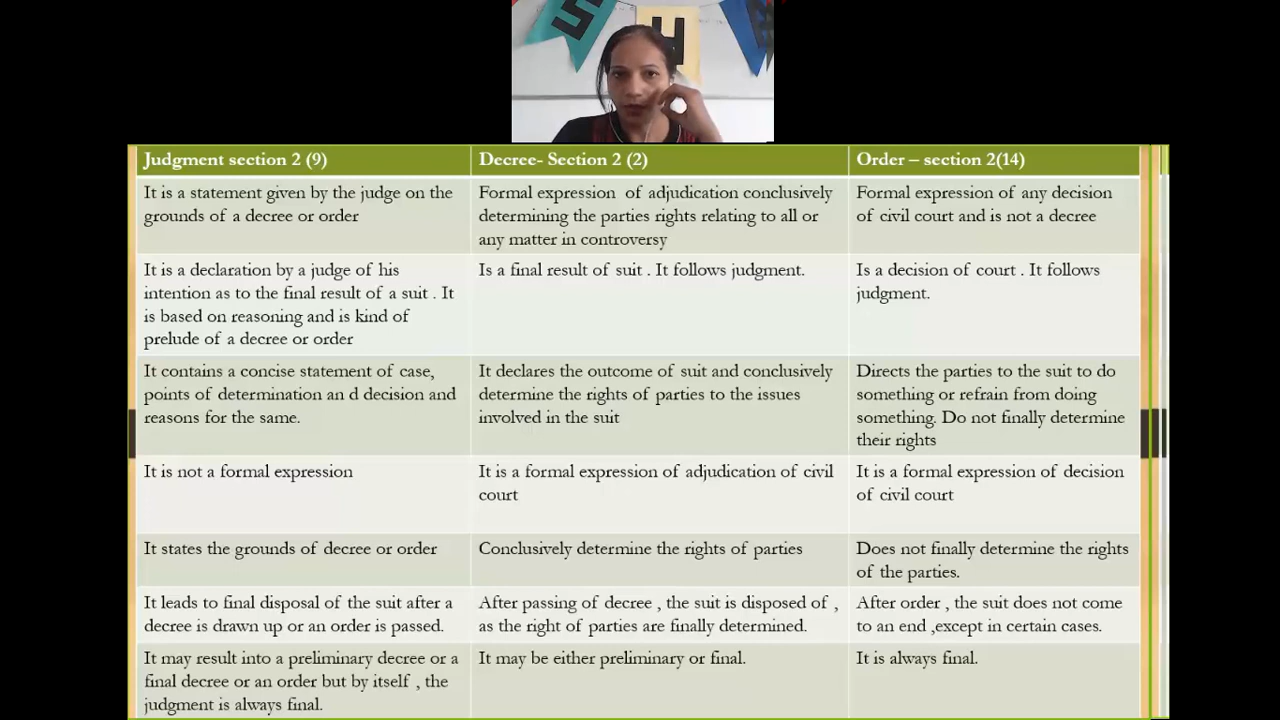 Judgment section 2 (9)
Decree- Section 2 (2)
Order – section 2(14)
It is a statement given by the judge on the
grounds of a decree or order
Formal expression of adjudication conclusively
determining the parties rights relating to all or
any matter in controversy
Formal expression of any decision
of civil court and is not a decree
It is a declaration by a judge of his
intention as to the final result of a suit . It
is based on reasoning and is kind of
prelude of a decree or order
Is a final result of suit . It follows judgment.
Is a decision of court . It follows
judgment.
It contains a concise statement of case,
points of determination an d decision and
reasons for the same.
It declares the outcome of suit and conclusively
determine the rights of parties to the issues
involved in the suit
Directs the parties to the suit to do
something or refrain from doing
something. Do not finally determine
their rights
It is not a formal expression
It is a formal expression of adjudication of civil
court
It is a formal expression of decision
of civil court
It states the grounds of decree or order
Conclusively determine the rights of parties
Does not finally determine the rights
of the parties.
It leads to final disposal of the suit after a
decree is drawn up or an order is passed.
After passing of decree , the suit is disposed of ,
as the right of parties are finally determined.
After order , the suit does not come
to an end ,except in certain cases.
It may result into a preliminary decree or a
final decree or an order but by itself , the
judgment is always final.
It may be either preliminary or final.
It is always final.